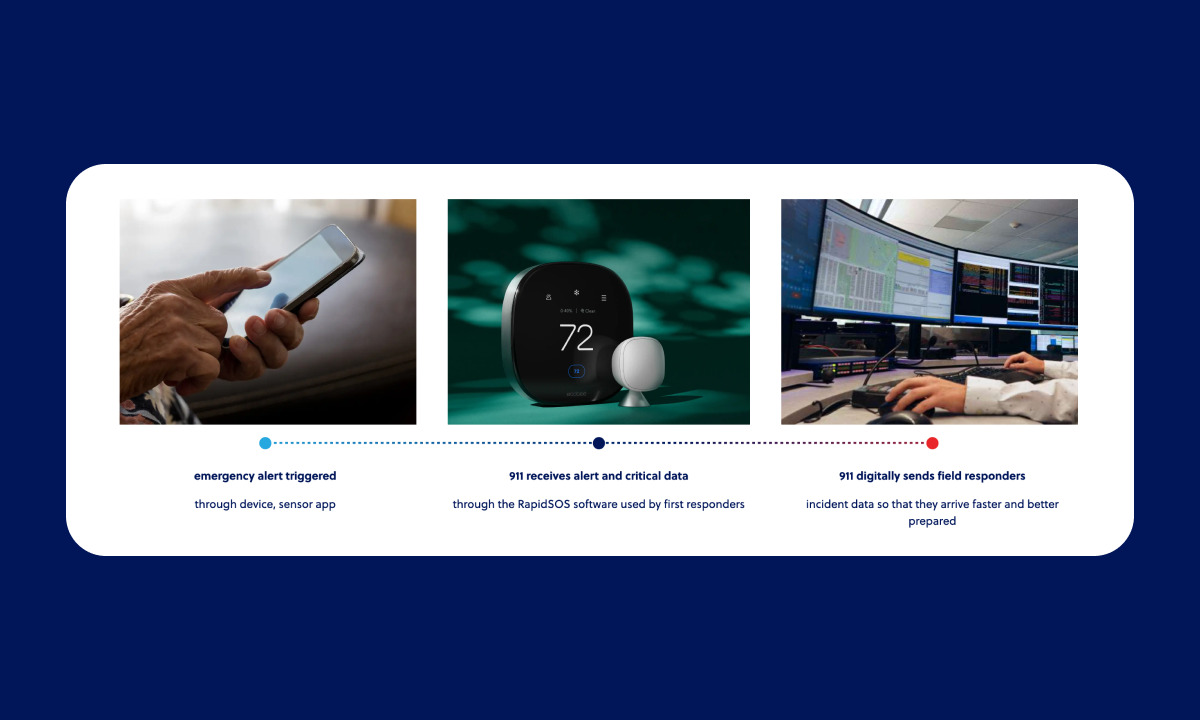 72
emergency alert triggered
911 receives alert and critical data
911 digitally sends field responders
through device, sensor app
through the RapidSOS software used by first responders
incident data so that they arrive faster and better
prepared